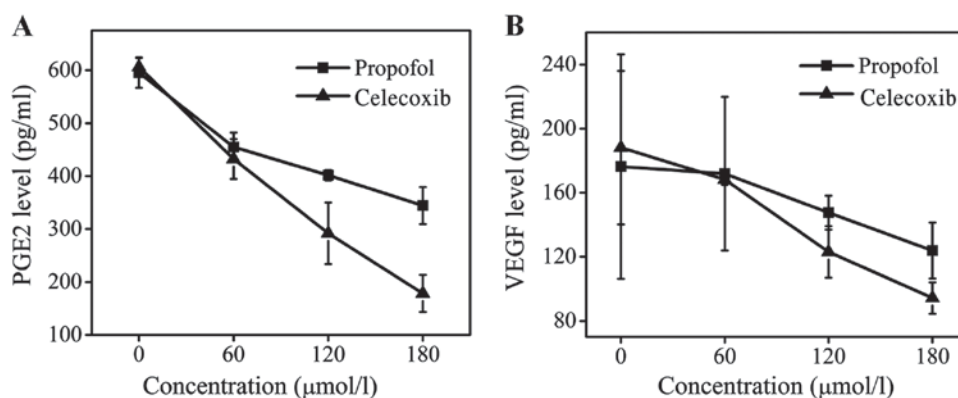 A
PGE2 level (pg/ml)
600
500
400
300
200
100
Propofol
Celecoxib
0 60 120 180
Concentration (μmol/l)
B
VEGF level (pg/ml)
240
200
160
120
80
Propofol
Celecoxib
0 60 120 180
Concentration (μmol/l)